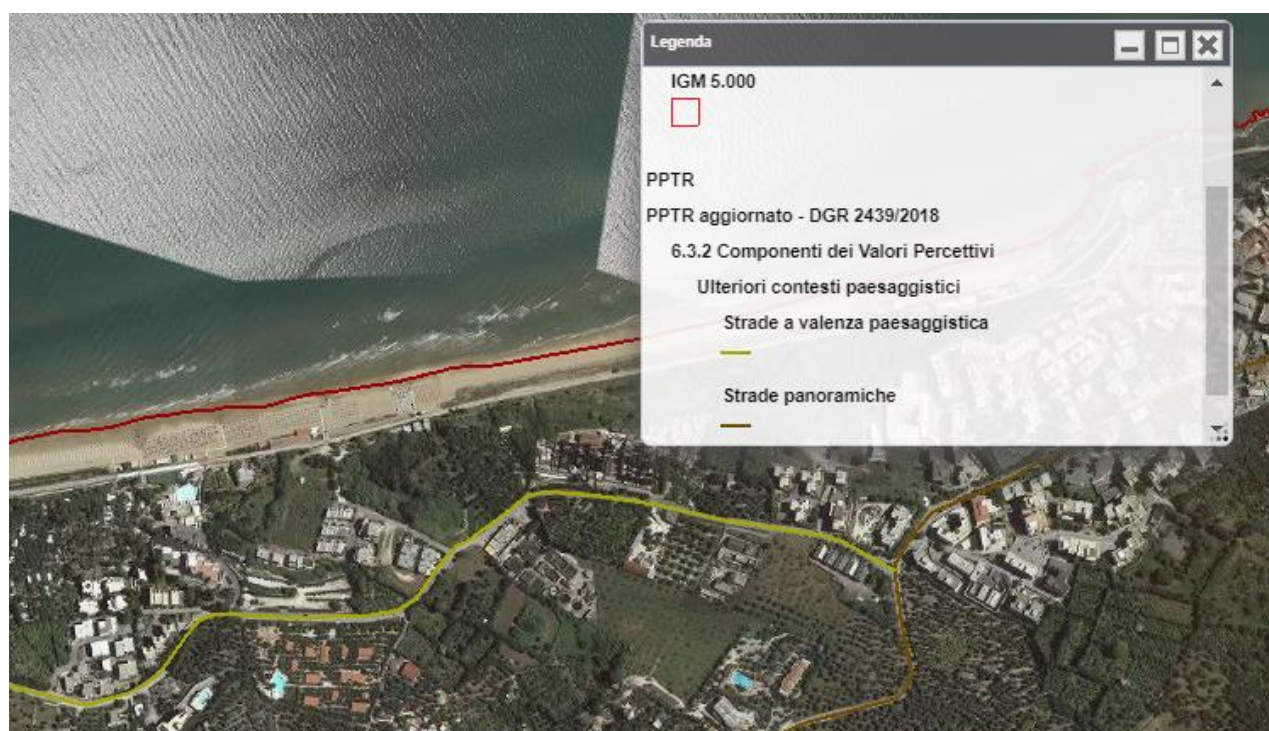 Legenda
IGM 5.000
PPTR
PPTR aggiornato - DGR 2439/2018
6.3.2 Componenti dei Valori Percettivi
Ulteriori contesti paesaggistici
Strade a valenza paesaggistica
Strade panoramiche